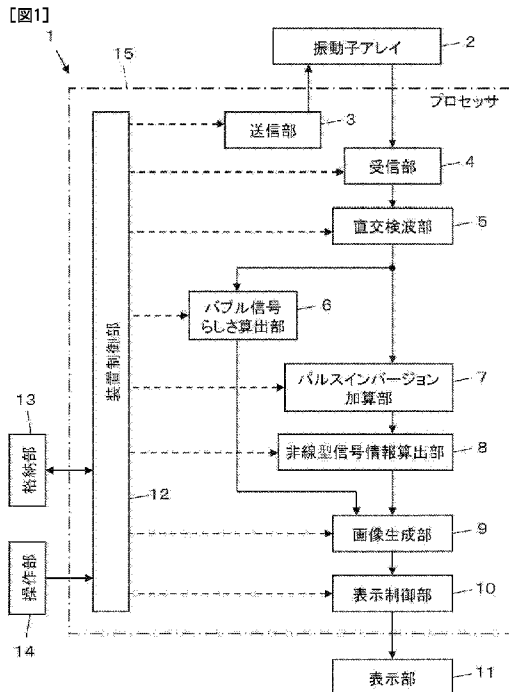 [図1]
1
15
振動子アレイ
2
プロセッサ
送信部
3
受信部
4
直交検波部
5
バブル信号
らしさ算出部
6
パルスインバージョン
加算部
7
装置制御部
13
格納部
非線型信号情報算出部
8
12
画像生成部
9
操作部
表示制御部
10
14
表示部
11